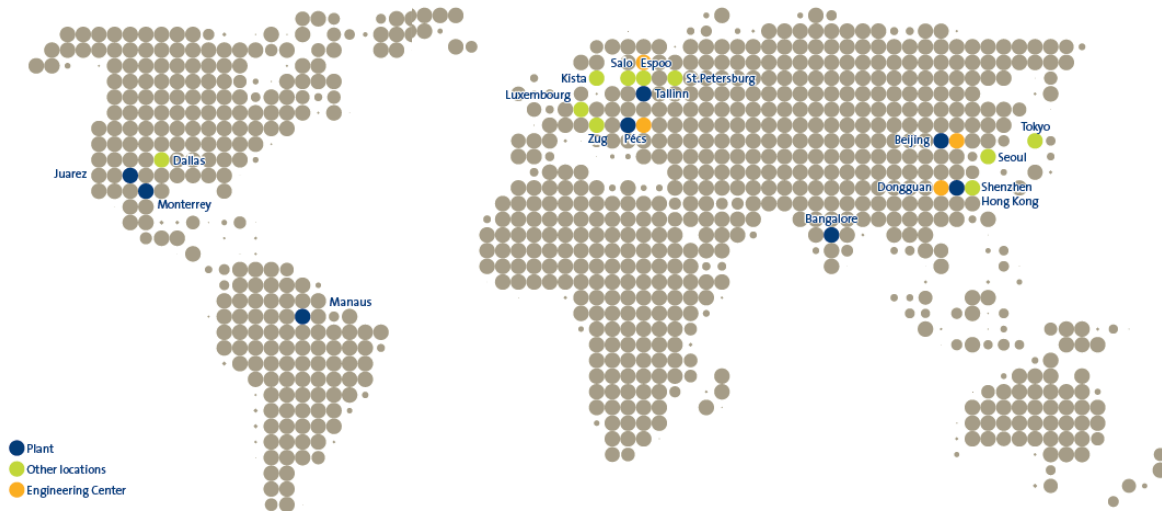 Salo
Espoo
Kista
St.Petersburg
Luxembourg
Tallinn
Zug
Pécs
Tokyo
Beijing
Seoul
Dallas
Juarez
Monterrey
Dongguan
Shenzhen
Hong Kong
Bangalore
Manaus
Plant
Other locations
Engineering Center